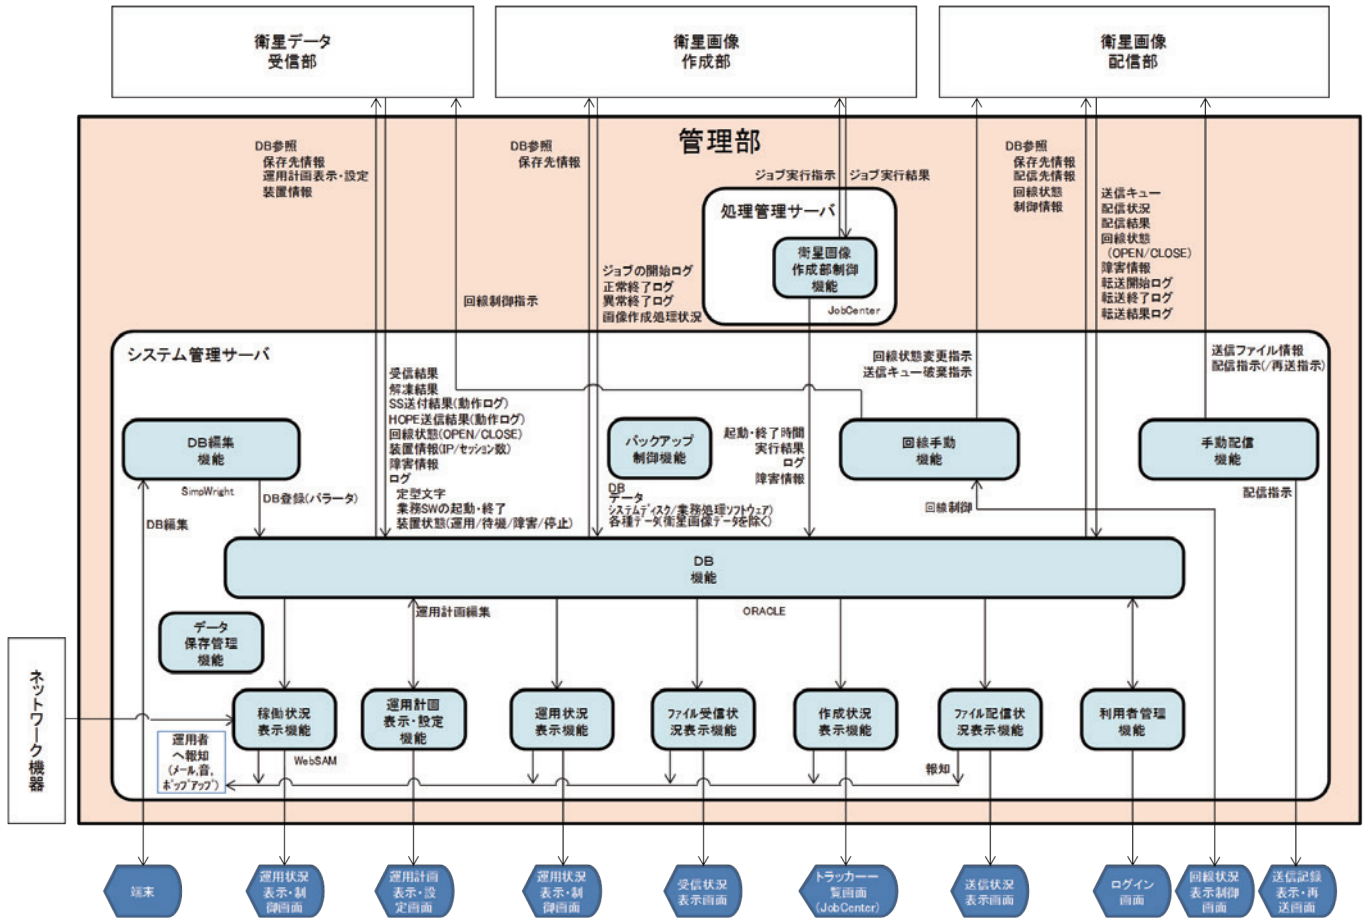 衛星データ
受信部
衛星画像
作成部
衛星画像
配信部
管理部
DB参照
保存先情報
運用計画表示・設定
装置情報
DB参照
保存先情報
ジョブ実行指示
ジョブ実行結果
DB参照
保存先情報
配信先情報
回線状態
制御情報
送信キュー
配信状況
配信結果
回線状態
(OPEN/CLOSE)
障害情報
転送開始ログ
転送終了ログ
転送結果ログ
処理管理サーバ
衛星画像
作成部制御
機能
JobCenter
回線制御指示
ジョブの開始ログ
正常終了ログ
異常終了ログ
画像作成処理状況
システム管理サーバ
回線状態変更指示
送信キュー破棄指示
送信ファイル情報
配信指示(/再送指示)
受信結果
解凍結果
SS送付結果(動作ログ)
HOPE送信結果(動作ログ)
回線状態(OPEN/CLOSE)
装置情報(IP/セッション数)
障害情報
ログ
定型文字
業務SWの起動・終了
装置状態(運用/待機/障害/停止)
DB編集
機能
SimpWright
DB登録(パラータ)
DB編集
バックアップ
制御機能
DB
データ
システムディスク/業務処理ソフトウェア)
各種データ(衛星画像データを除く)
起動・終了時間
実行結果
ログ
障害情報
回線手動
機能
回線制御
手動配信
機能
配信指示
DB
機能
運用計画編集
ORACLE
データ
保存管理
機能
ネットワーク機器
稼働状況
表示機能
運用計画
表示・設定
機能
運用状況
表示機能
ファイル受信状
況表示機能
作成状況
表示機能
ファイル配信状
況表示機能
利用者管理
機能
運用者
へ報知
(メール,音,
ポップアップ)
WebSAM
報知
端末
運用状況
表示・制
御画面
運用計画
表示・設
定画面
運用状況
表示・制
御画面
受信状況
表示画面
トラッカー一
覧画面
(JobCenter)
送信状況
表示画面
ログイン
画面
回線状況
表示制御
画面
送信記録
表示・再
送画面